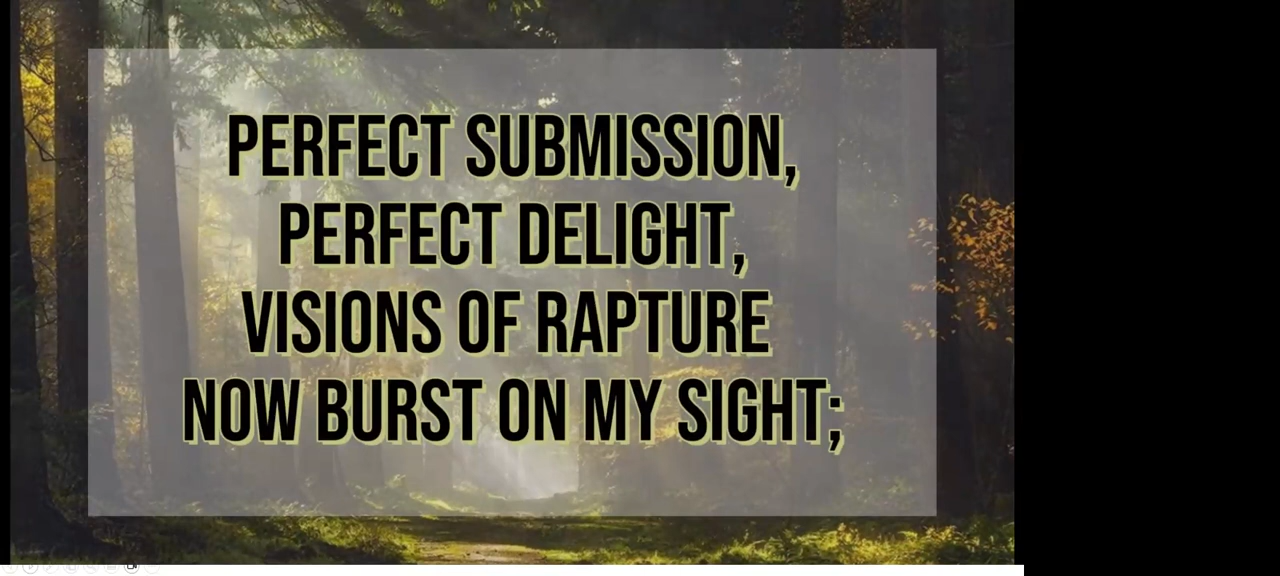 PERFECT SUBMISSION,
PERFECT DELIGHT,
VISIONS OF RAPTURE
NOW BURST ON MY SIGHT;